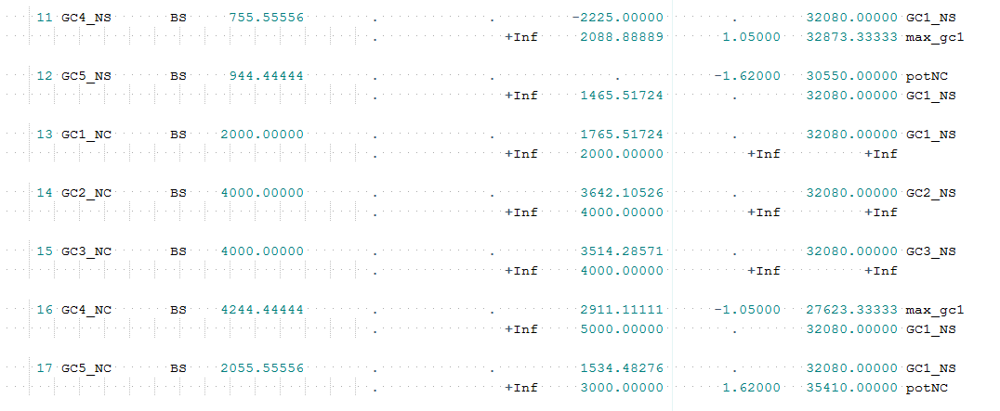 11 GC4_NS BS 755.55556 . . -2225.00000 . 32080.00000 GC1_NS
. +Inf 2088.88889 1.05000 32873.33333 max_gc1
12 GC5_NS BS 944.44444 . . . -1.62000 30550.00000 potNC
. +Inf 1465.51724 . 32080.00000 GC1_NS
13 GC1_NC BS 2000.00000 . . 1765.51724 . 32080.00000 GC1_NS
. +Inf 2000.00000 +Inf +Inf
14 GC2_NC BS 4000.00000 . . 3642.10526 . 32080.00000 GC2_NS
. +Inf 4000.00000 +Inf +Inf
15 GC3_NC BS 4000.00000 . . 3514.28571 . 32080.00000 GC3_NS
. +Inf 4000.00000 +Inf +Inf
16 GC4_NC BS 4244.44444 . . 2911.11111 -1.05000 27623.33333 max_gc1
. +Inf 5000.00000 . 32080.00000 GC1_NS
17 GC5_NC BS 2055.55556 . . 1534.48276 . 32080.00000 GC1_NS
. +Inf 3000.00000 1.62000 35410.00000 potNC